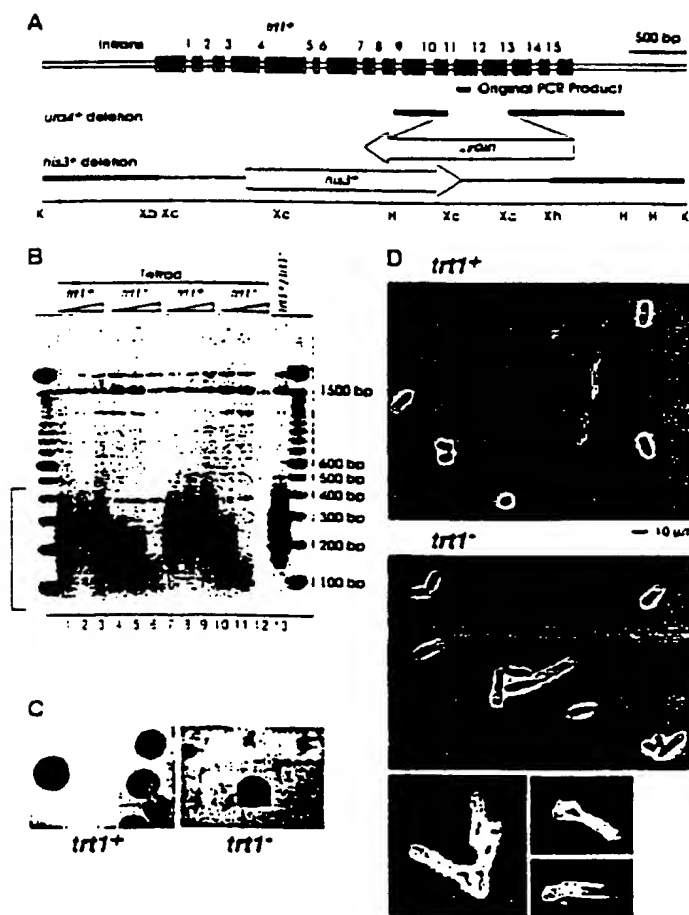 A
trt1+
Introns 1 2 3 4 5 6 7 8 9 10 11 12 13 14 15
500 bp
Original PCR Product
ura4+ deletion
ura4+
his3+ deletion
his3+
K Xb Xc Xc H Xc Xc Xh H H K
B
Tetrad
trt1+ trt1- trt1+ trt1-
1500 bp
600 bp
500 bp
400 bp
300 bp
200 bp
100 bp
1 2 3 4 5 6 7 8 9 10 11 12 13
C
trt1+ trt1-
D
trt1+
10 µm
trt1-